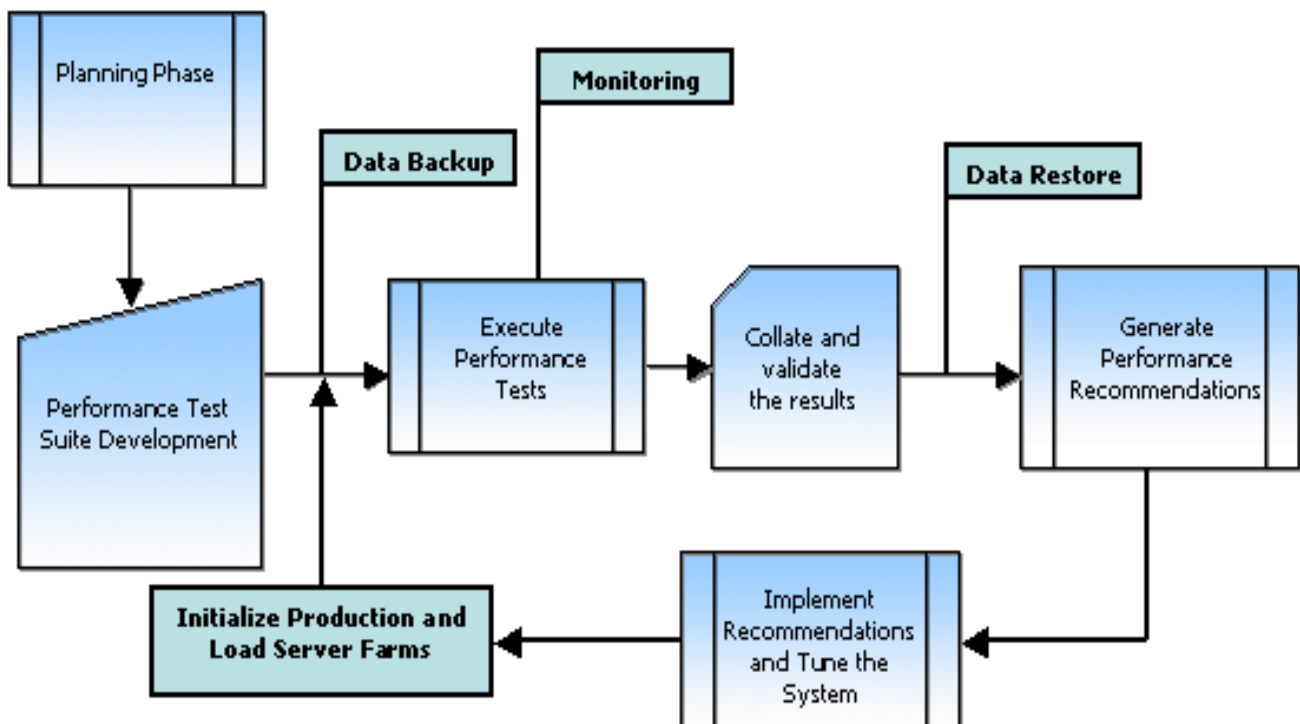 Planning Phase
Monitoring
Data Backup
Data Restore
Performance Test
Suite Development
Execute
Performance
Tests
Collate and
validate
the results
Generate
Performance
Recommendations
Initialize Production and
Load Server Farms
Implement
Recommendations
and Tune the
System